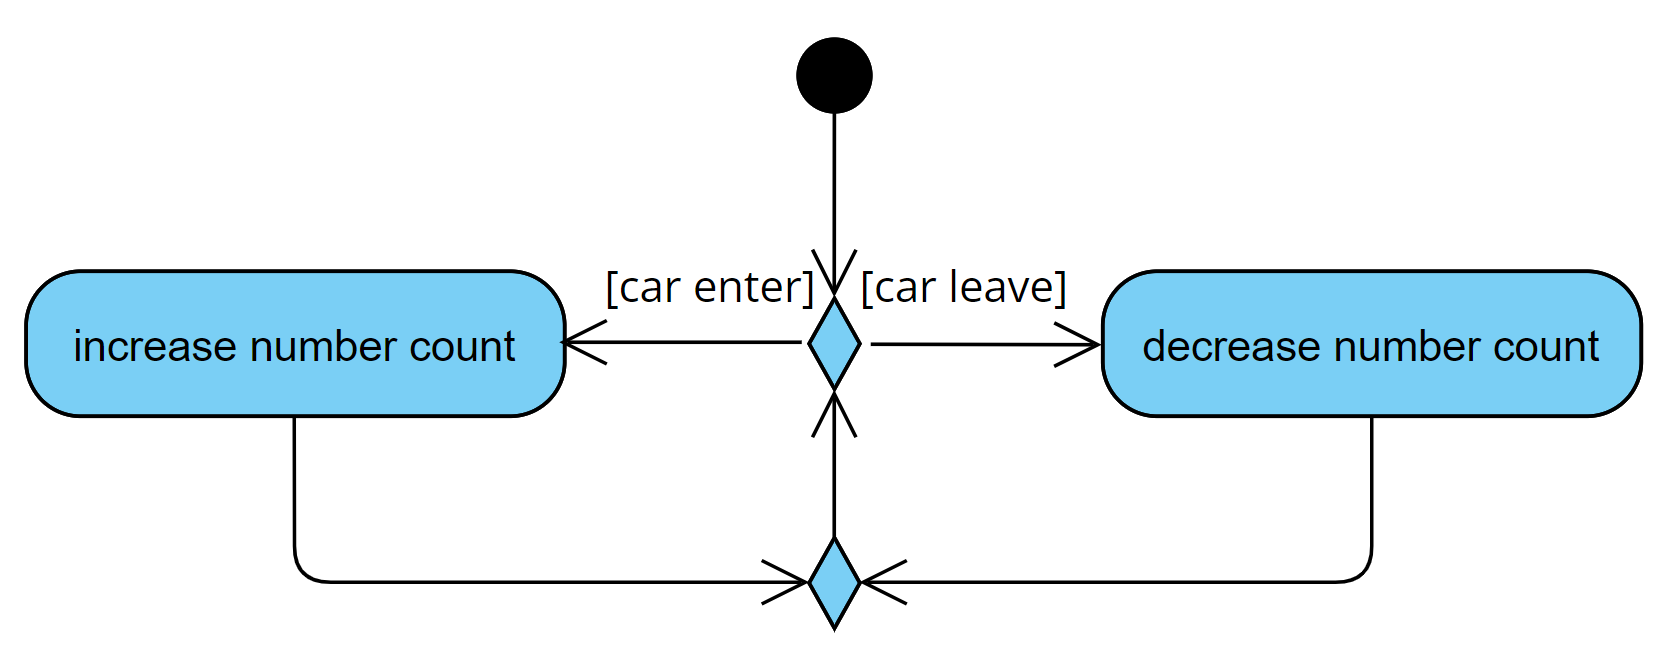 [car enter] [car leave]
increase number count
decrease number count